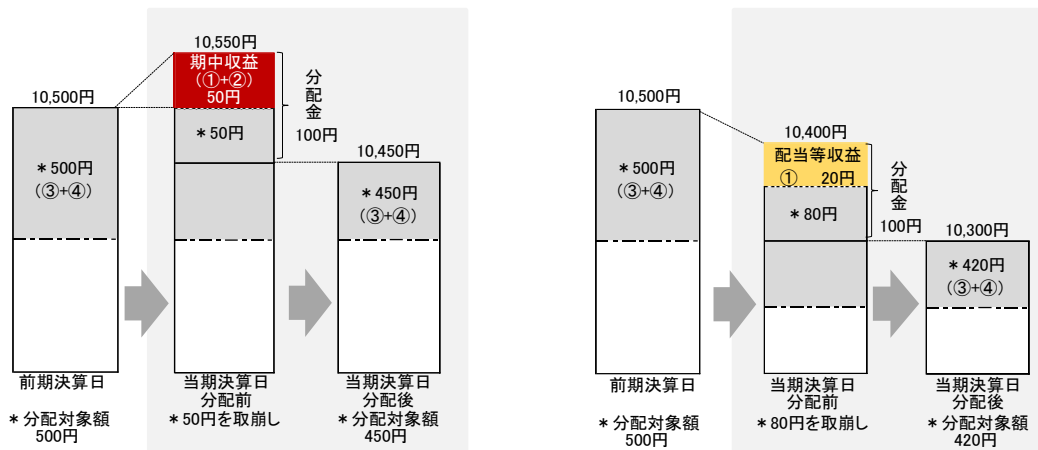 10,550円
期中収益
（①+②）
50円
分配金
100円
10,500円
＊50円
＊500円
（③+④）
10,450円
＊450円
（③+④）
前期決算日
当期決算日
分配前
当期決算日
分配後
＊分配対象額
500円
＊50円を取崩し
＊分配対象額
450円
10,500円
10,400円
配当等収益
① 20円
分配金
100円
＊500円
（③+④）
＊80円
10,300円
＊420円
（③+④）
前期決算日
当期決算日
分配前
当期決算日
分配後
＊分配対象額
500円
＊80円を取崩し
＊分配対象額
420円